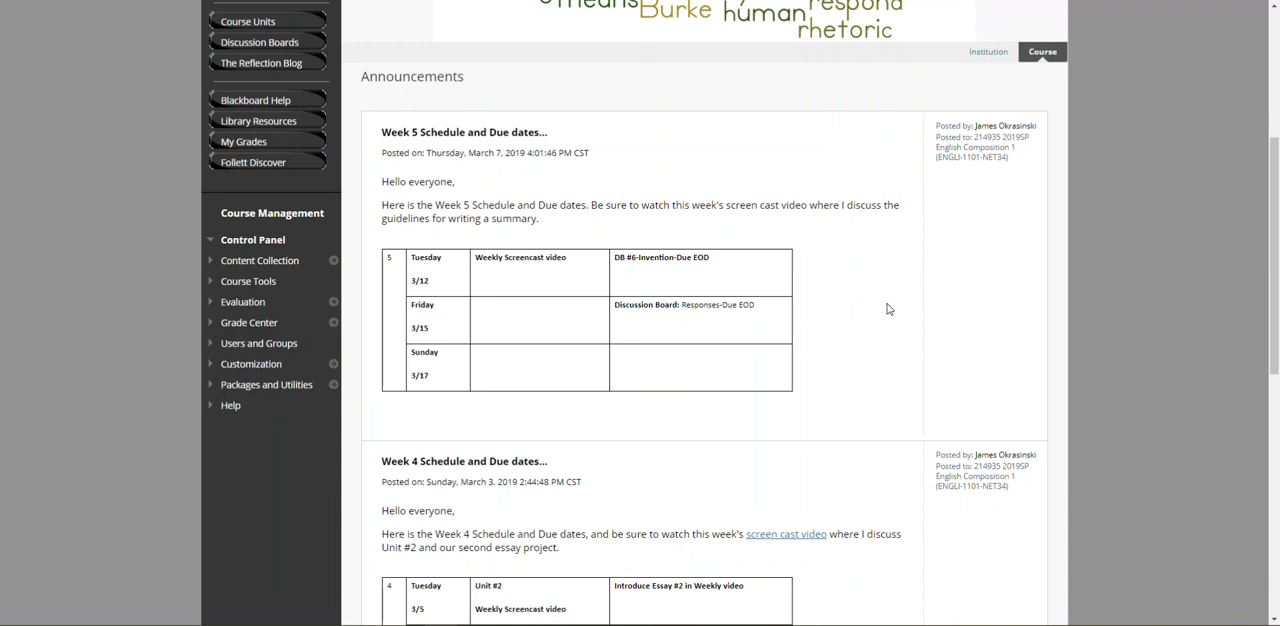 means
Burke
human
respond
rhetoric
Course Units
Discussion Boards
The Reflection Blog
Blackboard Help
Library Resources
My Grades
Follett Discover
Course Management
Control Panel
Content Collection
Course Tools
Evaluation
Grade Center
Users and Groups
Customization
Packages and Utilities
Help
Institution
Course
Announcements
Week 5 Schedule and Due dates...
Posted on: Thursday, March 7, 2019 4:01:46 PM CST
Hello everyone,
Here is the Week 5 Schedule and Due dates. Be sure to watch this week's screen cast video where I discuss the
guidelines for writing a summary.
5 Tuesday Weekly Screencast video DB #6-Invention-Due EOD
3/12
Friday Discussion Board: Responses-Due EOD
3/15
Sunday
3/17
Posted by: James Okrasinski
Posted to: 214935 2019SP
English Composition 1
(ENGLI-1101-NET34)
Week 4 Schedule and Due dates...
Posted on: Sunday, March 3, 2019 2:44:48 PM CST
Hello everyone,
Here is the Week 4 Schedule and Due dates, and be sure to watch this week's screen cast video where I discuss
Unit #2 and our second essay project.
4 Tuesday Unit #2 Introduce Essay #2 in Weekly video
3/5 Weekly Screencast video
Posted by: James Okrasinski
Posted to: 214935 2019SP
English Composition 1
(ENGLI-1101-NET34)